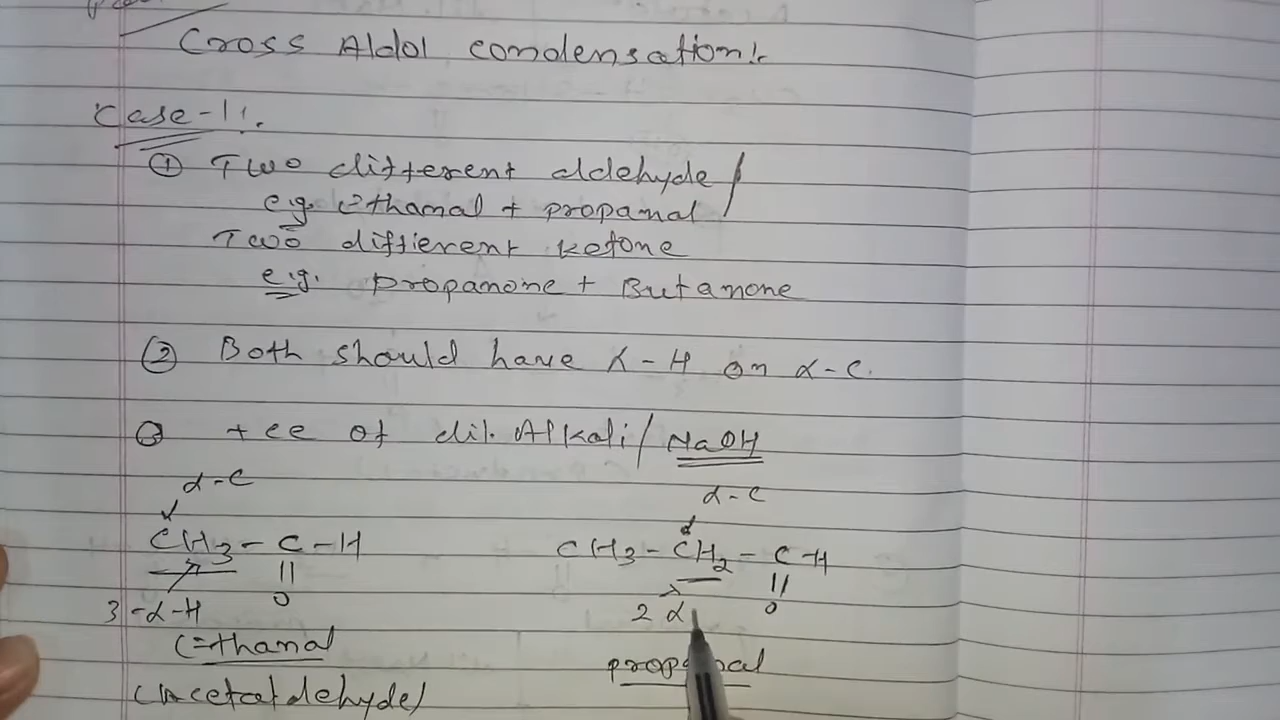 Cross Aldol condensation:-
Case-1:.
① Two different aldehyde/
e.g. Ethanal + propanal
Two different ketone
e.g. propanone + Butanone
② Both should have α-H on α-C.
③ +ce of dil. Alkali/NaOH
α-C α-C
CH3-C-H CH3-CH2-C-H
|| ||
O O
3-α-H 2 α
Ethanal propanal
(Acetaldehyde)